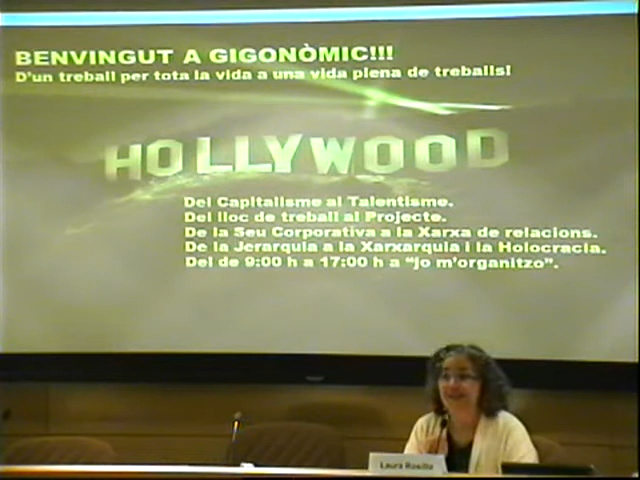 BENVINGUT A GIGONÒMIC!!!
D'un treball per tota la vida a una vida plena de treballs!
HOLLYWOOD
Del Capitalisme al Talentisme.
Del lloc de treball al Projecte.
De la Seu Corporativa a la Xarxa de relacions.
De la Jerarquia a la Xarxarquia i la Holocracia.
Del de 9:00 h a 17:00 h a “jo m'organitzo”.
Laura Rosillo